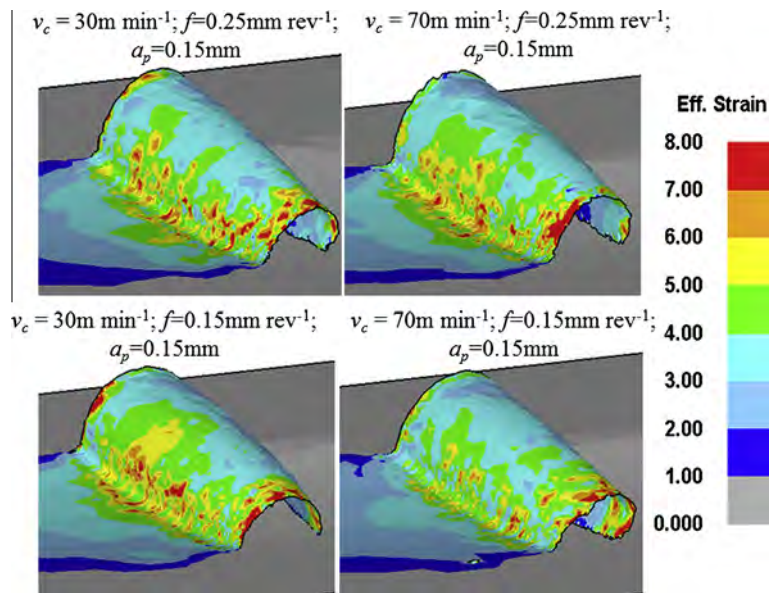 v_c = 30m min⁻¹; f=0.25mm rev⁻¹;
a_p=0.15mm
v_c = 70m min⁻¹; f=0.25mm rev⁻¹;
a_p=0.15mm
Eff. Strain
8.00
7.00
6.00
5.00
4.00
3.00
2.00
1.00
0.000
v_c = 30m min⁻¹; f=0.15mm rev⁻¹;
a_p=0.15mm
v_c = 70m min⁻¹; f=0.15mm rev⁻¹;
a_p=0.15mm